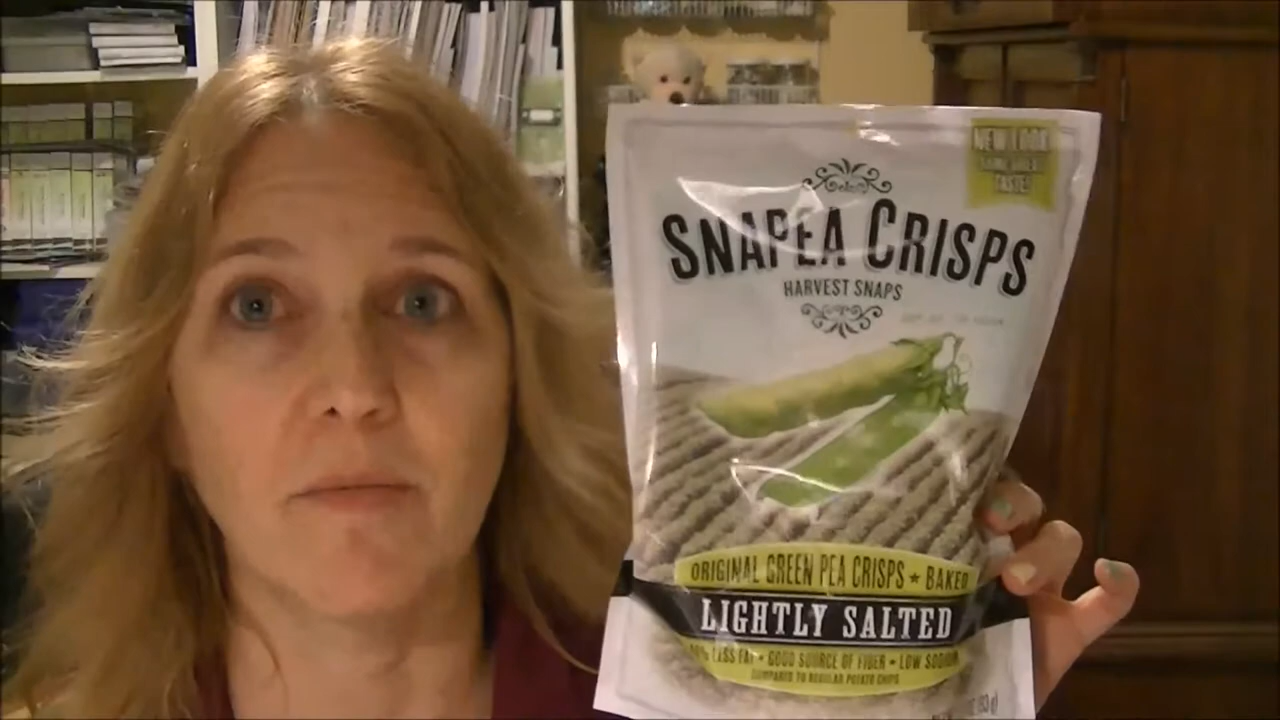 NEW LOOK
SAME GREAT
TASTE!
SNAPEA CRISPS
HARVEST SNAPS
ORIGINAL GREEN PEA CRISPS ★ BAKED
LIGHTLY SALTED
LESS FAT • GOOD SOURCE OF FIBER • LOW SODIUM
COMPARED TO REGULAR POTATO CHIPS
(93g)